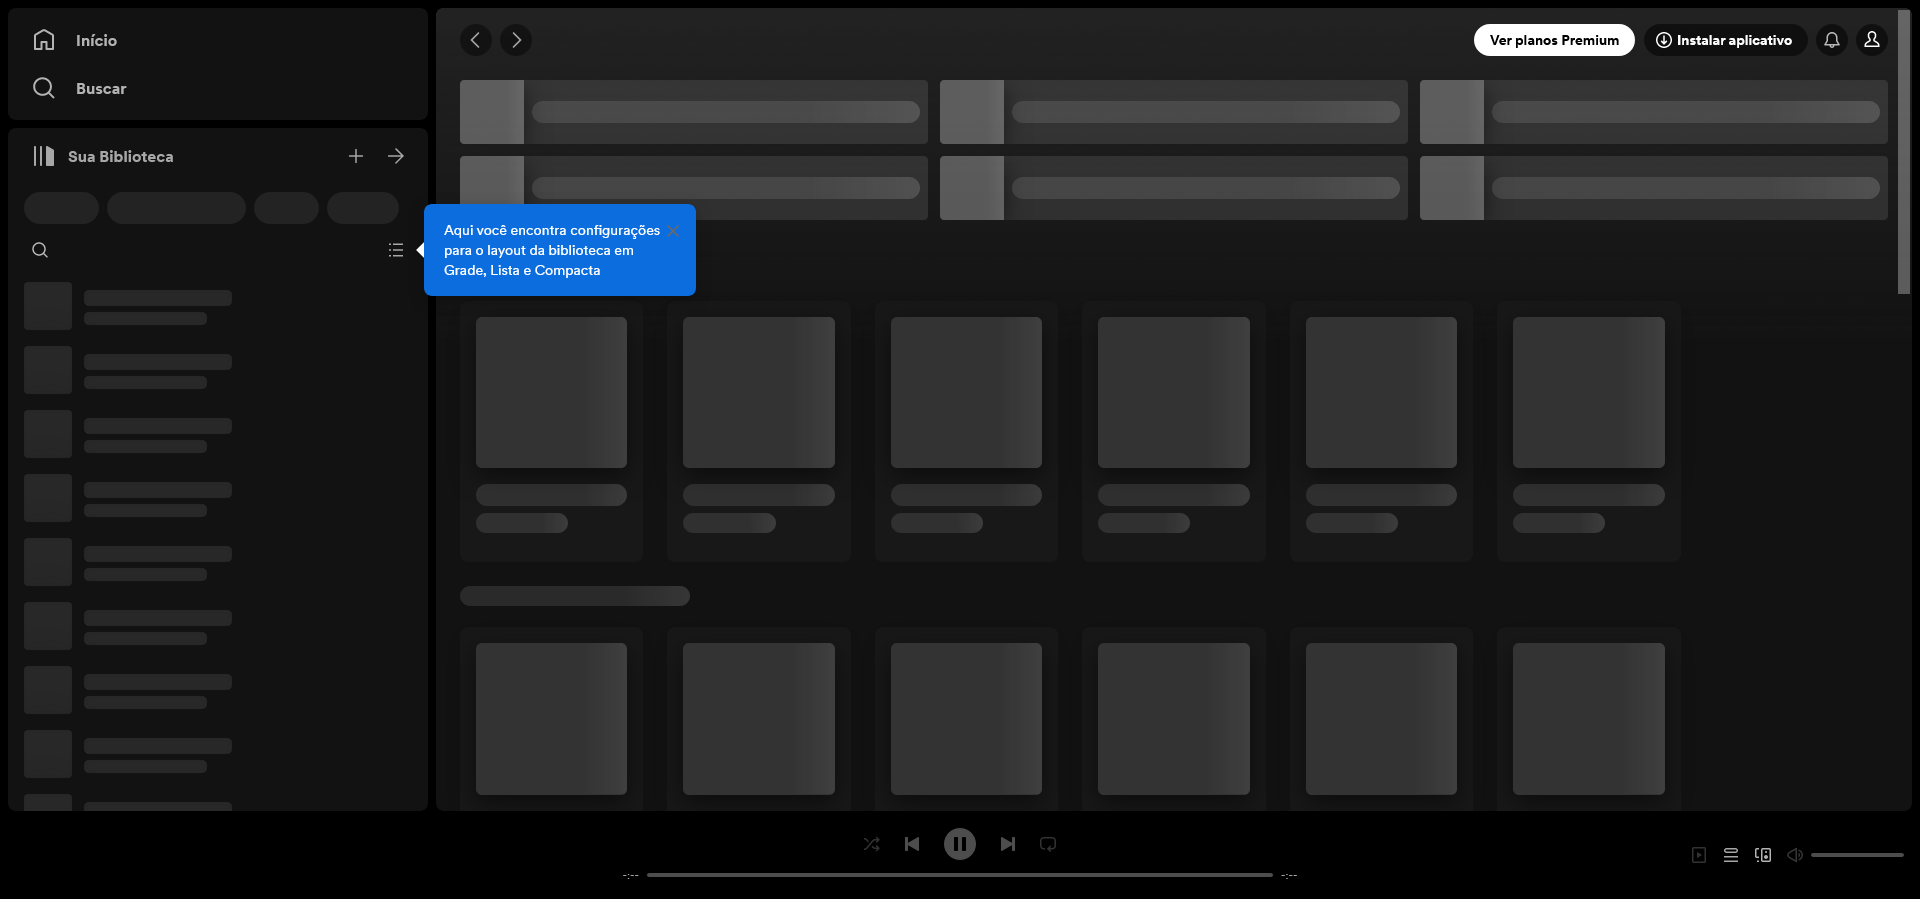 Início
Buscar
Sua Biblioteca
Ver planos Premium
Instalar aplicativo
Aqui você encontra configurações
para o layout da biblioteca em
Grade, Lista e Compacta
-:--
-:--